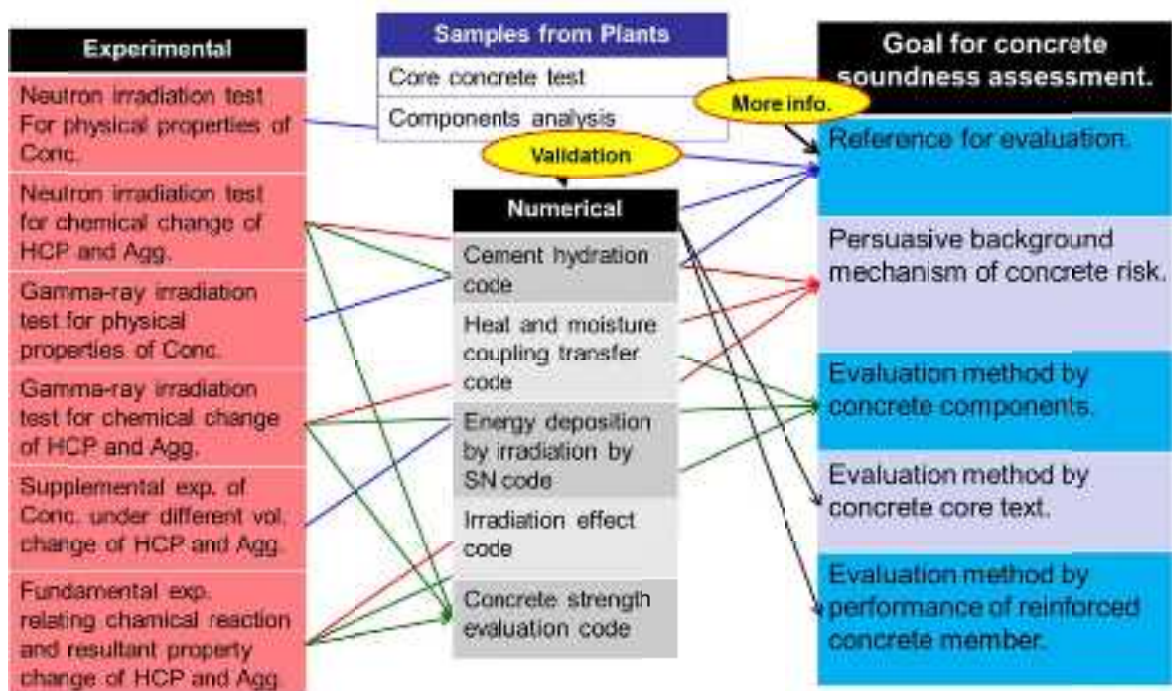 Experimental
Neutron irradiation test
For physical properties of
Conc.
Neutron irradiation test
for chemical change of
HCP and Agg.
Gamma-ray irradiation
test for physical
properties of Conc.
Gamma-ray irradiation
test for chemical change
of HCP and Agg.
Supplemental exp. of
Conc. under different vol.
change of HCP and Agg.
Fundamental exp.
relating chamical reaction
and resultant property
change of HCP and Agg.
Samples from Plants
Core concrete test
Components analysis
More info.
Validation
Numerical
Cement hydration
code
Heat and moisture
coupling transfer
code
Energy deposition
by irradiation by
SN code
Irradiation effect
code
Concrete strength
evaluation code
Goal for concrete
soundness assessment.
Reference for evaluation.
Persuasive background
mechanism of concrete risk.
Evaluation method by
concrete components.
Evaluation method by
concrete core text.
Evaluation method by
performance of reinforced
concrete member.